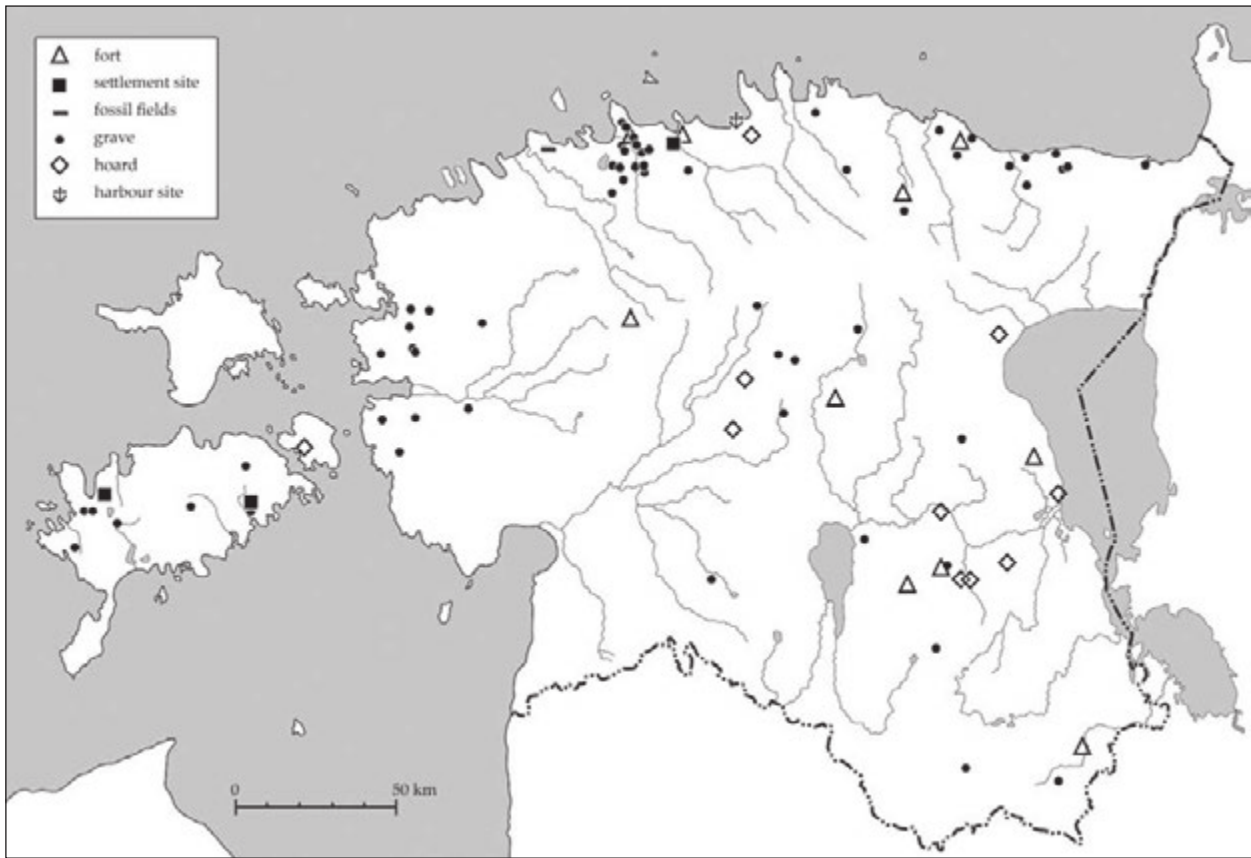 fort
settlement site
fossil fields
grave
hoard
harbour site
0 50 km